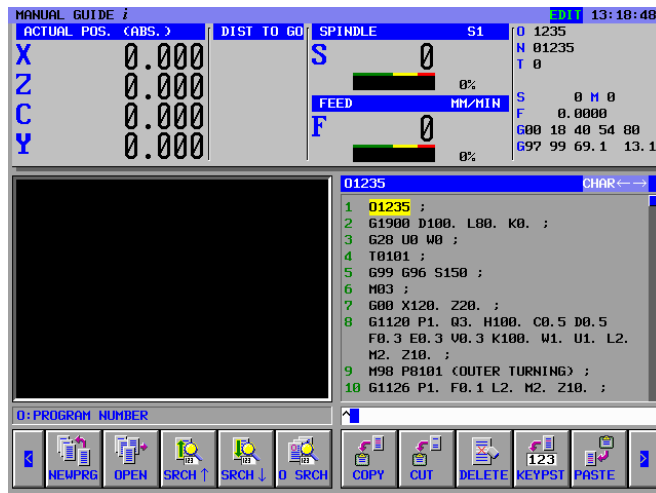 MANUAL GUIDE i EDIT 13:18:48
ACTUAL POS. (ABS.) DIST TO GO SPINDLE S1
X 0.000
Z 0.000
C 0.000
Y 0.000
S 0
0%
FEED MM/MIN
F 0
0%
O 1235
N 01235
T 0
S 0 M 0
F 0.0000
G00 18 40 54 80
G97 99 69.1 13.1
O1235 CHAR←→
1 O1235 ;
2 G1900 D100. L80. K0. ;
3 G28 U0 W0 ;
4 T0101 ;
5 G99 G96 S150 ;
6 M03 ;
7 G00 X120. Z20. ;
8 G1120 P1. Q3. H100. C0.5 D0.5
F0.3 E0.3 V0.3 K100. W1. U1. L2.
M2. Z10. ;
9 M98 P8101 (OUTER TURNING) ;
10 G1126 P1. F0.1 L2. M2. Z10. ;
O:PROGRAM NUMBER
^
< NEWPRG OPEN SRCH↑ SRCH↓ O SRCH COPY CUT DELETE 123 KEYPST PASTE >